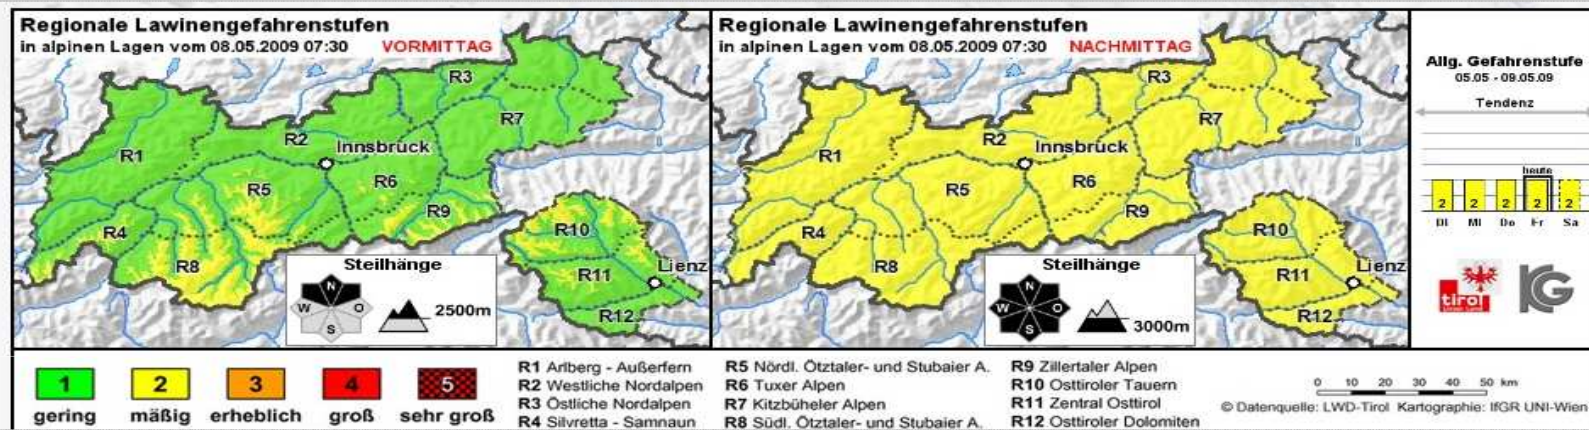 Regionale Lawinengefahrenstufen
in alpinen Lagen vom 08.05.2009 07:30 VORMITTAG
R3
R7
R2
Innsbruck
R1
R5
R6
R9
R4
R8
R10
R11
Lienz
R12
Steilhänge
N
W O
S
2500m
Regionale Lawinengefahrenstufen
in alpinen Lagen vom 08.05.2009 07:30 NACHMITTAG
R3
R7
R2
Innsbruck
R1
R5
R6
R9
R4
R8
R10
R11
Lienz
R12
Steilhänge
N
W O
S
3000m
Allg. Gefahrenstufe
05.05 - 09.05.09
Tendenz
heute
2 2 2 2 2
Di Mi Do Fr Sa
tirol
1 2 3 4 5
gering mäßig erheblich groß sehr groß
R1 Arlberg - Außerfern
R2 Westliche Nordalpen
R3 Östliche Nordalpen
R4 Silvretta - Samnaun
R5 Nördl. Ötztaler- und Stubaier A.
R6 Tuxer Alpen
R7 Kitzbüheler Alpen
R8 Südl. Ötztaler- und Stubaier A.
R9 Zillertaler Alpen
R10 Osttiroler Tauern
R11 Zentral Osttirol
R12 Osttiroler Dolomiten
0 10 20 30 40 50 km
© Datenquelle: LWD-Tirol Kartographie: IfGR UNI-Wien